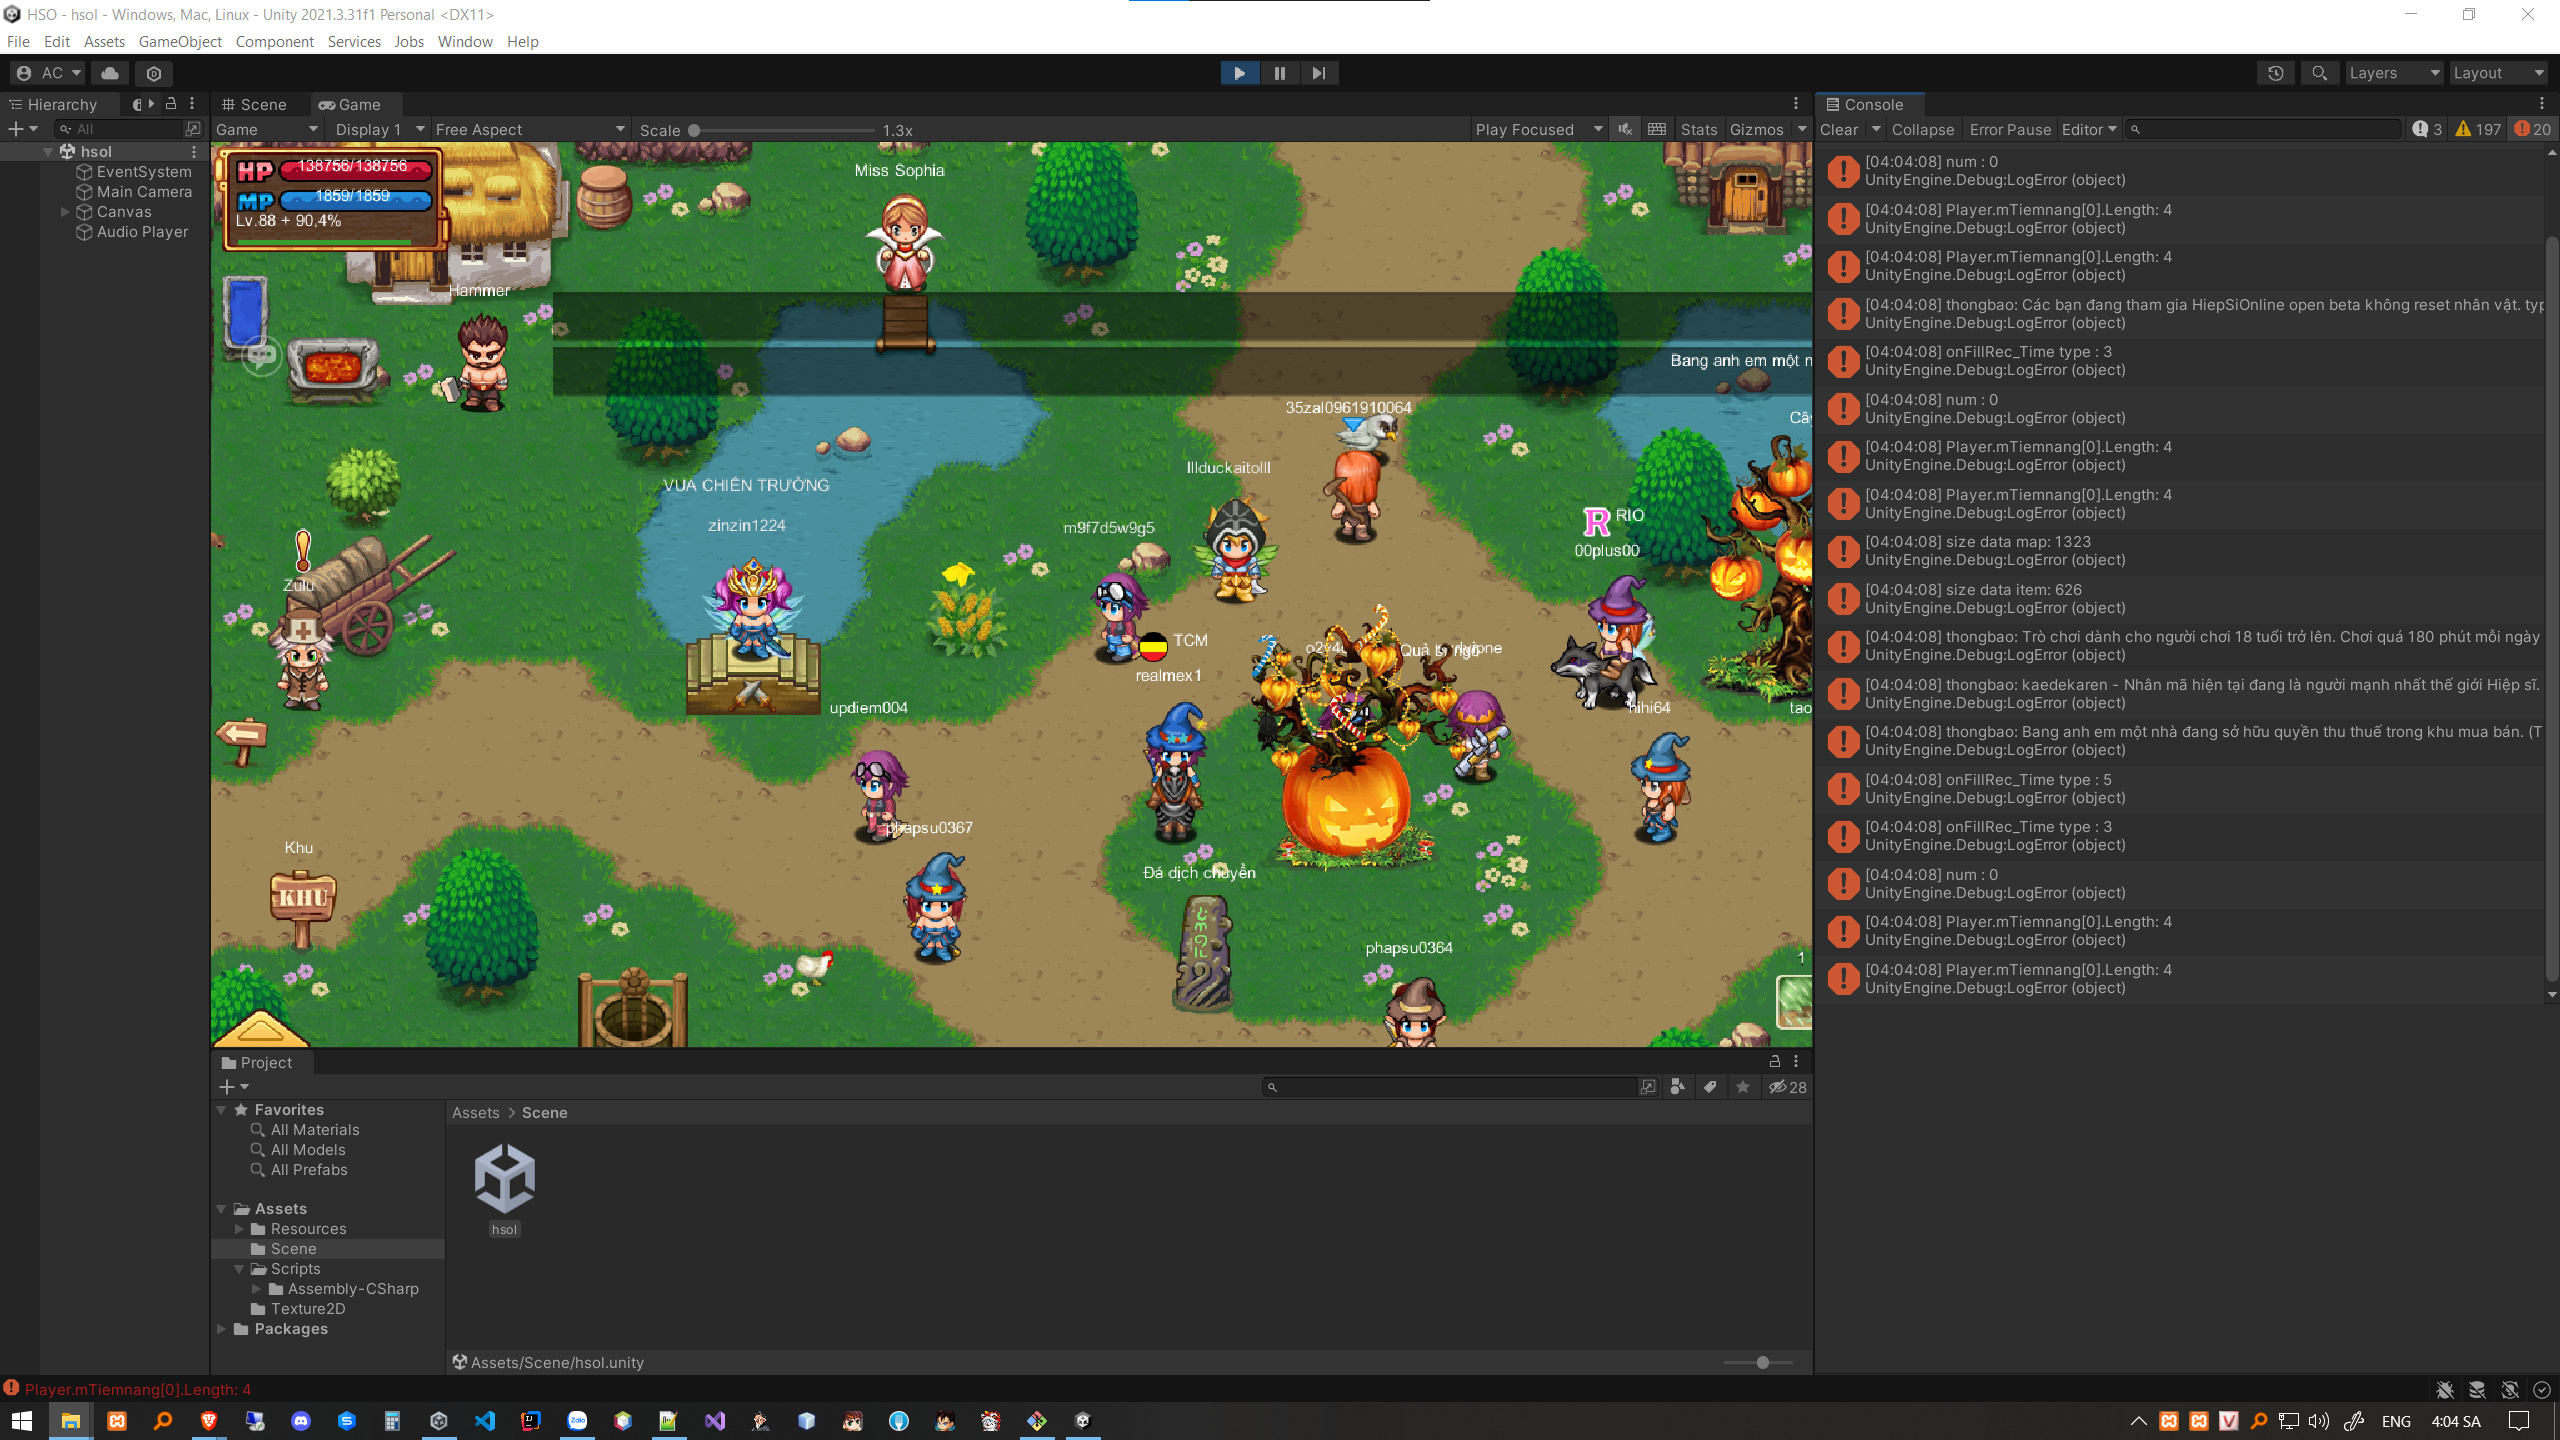 HSO - hsol - Windows, Mac, Linux - Unity 2021.3.31f1 Personal <DX11>
File Edit Assets GameObject Component Services Jobs Window Help
AC
Layers
Layout
Hierarchy
All
hsol
EventSystem
Main Camera
Canvas
Audio Player
Scene
Game
Game
Display 1
Free Aspect
Scale
1.3x
Play Focused
Stats
Gizmos
HP
138756/138756
MP
1859/1859
Lv.88 + 90,4%
Miss Sophia
Hammer
Bang anh em một n
35zal0961910064
Cây
lllduckaitolll
VUA CHIẾN TRƯỜNG
zinzin1224
m9f7d5w9g5
R RIO
00plus00
Zulu
TCM
realmex1
updiem004
hihi64
tao
phapsu0367
Khu
KHU
Đá dịch chuyển
phapsu0364
1
Console
Clear
Collapse
Error Pause
Editor
3
197
20
[04:04:08] num : 0
UnityEngine.Debug:LogError (object)
[04:04:08] Player.mTiemnang[0].Length: 4
UnityEngine.Debug:LogError (object)
[04:04:08] Player.mTiemnang[0].Length: 4
UnityEngine.Debug:LogError (object)
[04:04:08] thongbao: Các bạn đang tham gia HiepSiOnline open beta không reset nhân vật. typ
UnityEngine.Debug:LogError (object)
[04:04:08] onFillRec_Time type : 3
UnityEngine.Debug:LogError (object)
[04:04:08] num : 0
UnityEngine.Debug:LogError (object)
[04:04:08] Player.mTiemnang[0].Length: 4
UnityEngine.Debug:LogError (object)
[04:04:08] Player.mTiemnang[0].Length: 4
UnityEngine.Debug:LogError (object)
[04:04:08] size data map: 1323
UnityEngine.Debug:LogError (object)
[04:04:08] size data item: 626
UnityEngine.Debug:LogError (object)
[04:04:08] thongbao: Trò chơi dành cho người chơi 18 tuổi trở lên. Chơi quá 180 phút mỗi ngày
UnityEngine.Debug:LogError (object)
[04:04:08] thongbao: kaedekaren - Nhân mã hiện tại đang là người mạnh nhất thế giới Hiệp sĩ.
UnityEngine.Debug:LogError (object)
[04:04:08] thongbao: Bang anh em một nhà đang sở hữu quyền thu thuế trong khu mua bán. (T
UnityEngine.Debug:LogError (object)
[04:04:08] onFillRec_Time type : 5
UnityEngine.Debug:LogError (object)
[04:04:08] onFillRec_Time type : 3
UnityEngine.Debug:LogError (object)
[04:04:08] num : 0
UnityEngine.Debug:LogError (object)
[04:04:08] Player.mTiemnang[0].Length: 4
UnityEngine.Debug:LogError (object)
[04:04:08] Player.mTiemnang[0].Length: 4
UnityEngine.Debug:LogError (object)
Project
28
Favorites
All Materials
All Models
All Prefabs
Assets
Resources
Scene
Scripts
Assembly-CSharp
Texture2D
Packages
Assets > Scene
hsol
Assets/Scene/hsol.unity
Player.mTiemnang[0].Length: 4
Zalo
ENG
4:04 SA